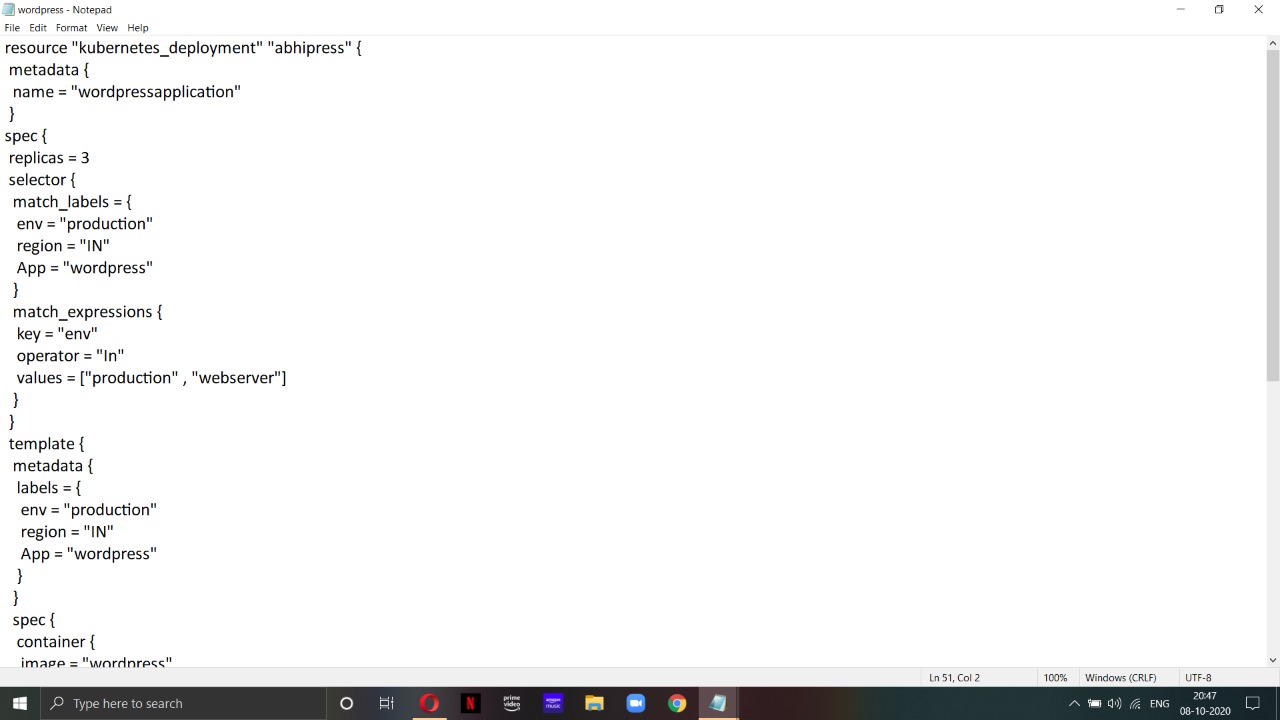 wordpress - Notepad
File Edit Format View Help
resource "kubernetes_deployment" "abhipress" {
metadata {
name = "wordpressapplication"
}
spec {
replicas = 3
selector {
match_labels = {
env = "production"
region = "IN"
App = "wordpress"
}
match_expressions {
key = "env"
operator = "In"
values = ["production" , "webserver"]
}
}
template {
metadata {
labels = {
env = "production"
region = "IN"
App = "wordpress"
}
}
spec {
container {
image = "wordpress"
Ln 51, Col 2 100% Windows (CRLF) UTF-8
Type here to search
N
prime video
amazon music
ENG
20:47
08-10-2020